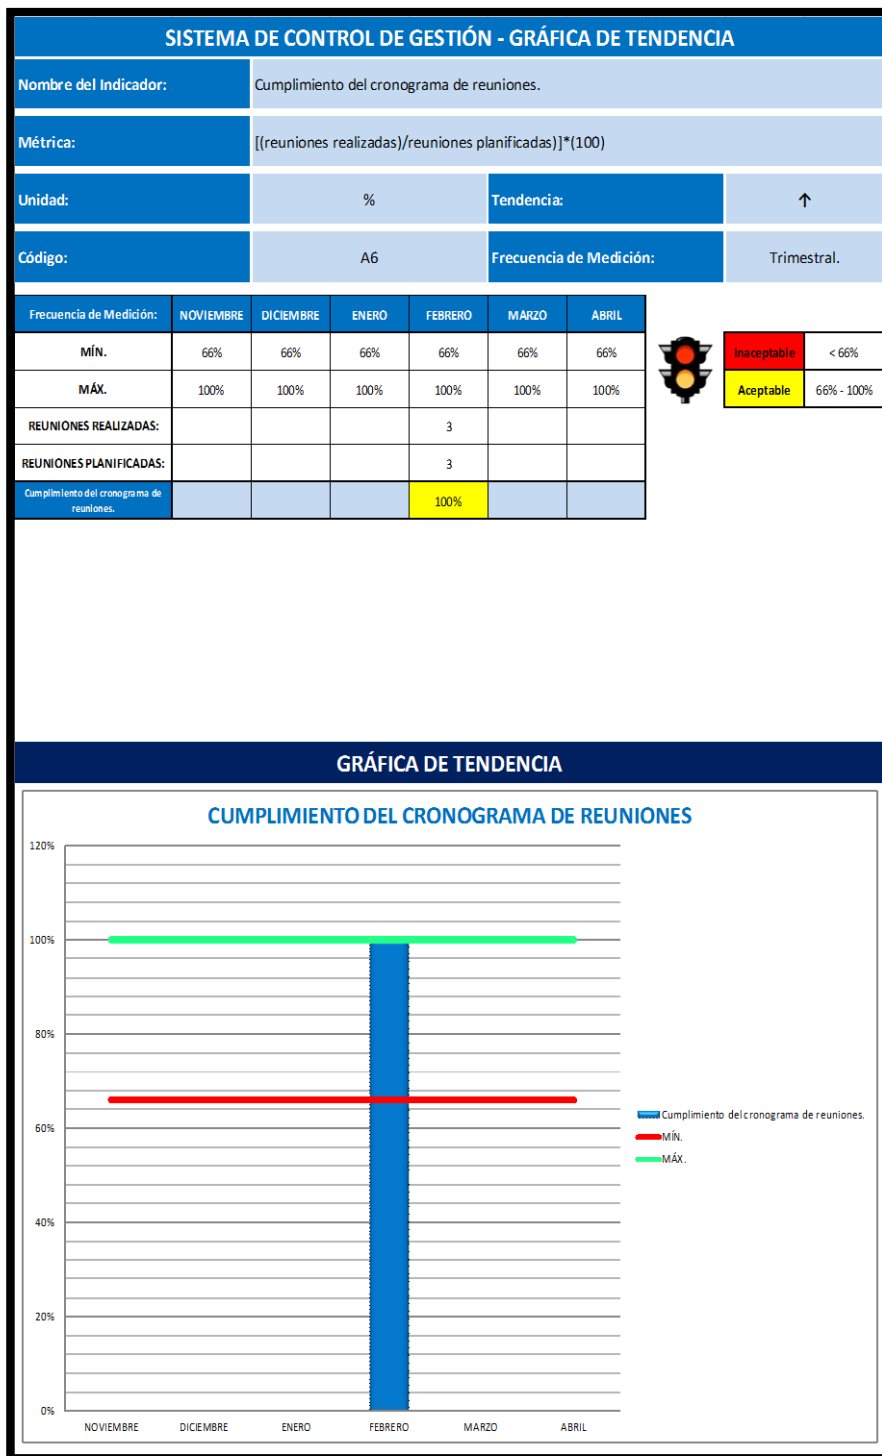 SISTEMA DE CONTROL DE GESTIÓN - GRÁFICA DE TENDENCIA
Nombre del Indicador: Cumplimiento del cronograma de reuniones.
Métrica: [(reuniones realizadas)/reuniones planificadas)]*(100)
Unidad: % Tendencia: ↑
Código: A6 Frecuencia de Medición: Trimestral.
Frecuencia de Medición: NOVIEMBRE DICIEMBRE ENERO FEBRERO MARZO ABRIL
MÍN. 66% 66% 66% 66% 66% 66% Inaceptable < 66%
MÁX. 100% 100% 100% 100% 100% 100% Aceptable 66% - 100%
REUNIONES REALIZADAS: 3
REUNIONES PLANIFICADAS: 3
Cumplimiento del cronograma de
reuniones. 100%
GRÁFICA DE TENDENCIA
CUMPLIMIENTO DEL CRONOGRAMA DE REUNIONES
120%
100%
80%
60%
40%
20%
0%
NOVIEMBRE DICIEMBRE ENERO FEBRERO MARZO ABRIL
Cumplimiento del cronograma de reuniones.
MÍN.
MÁX.